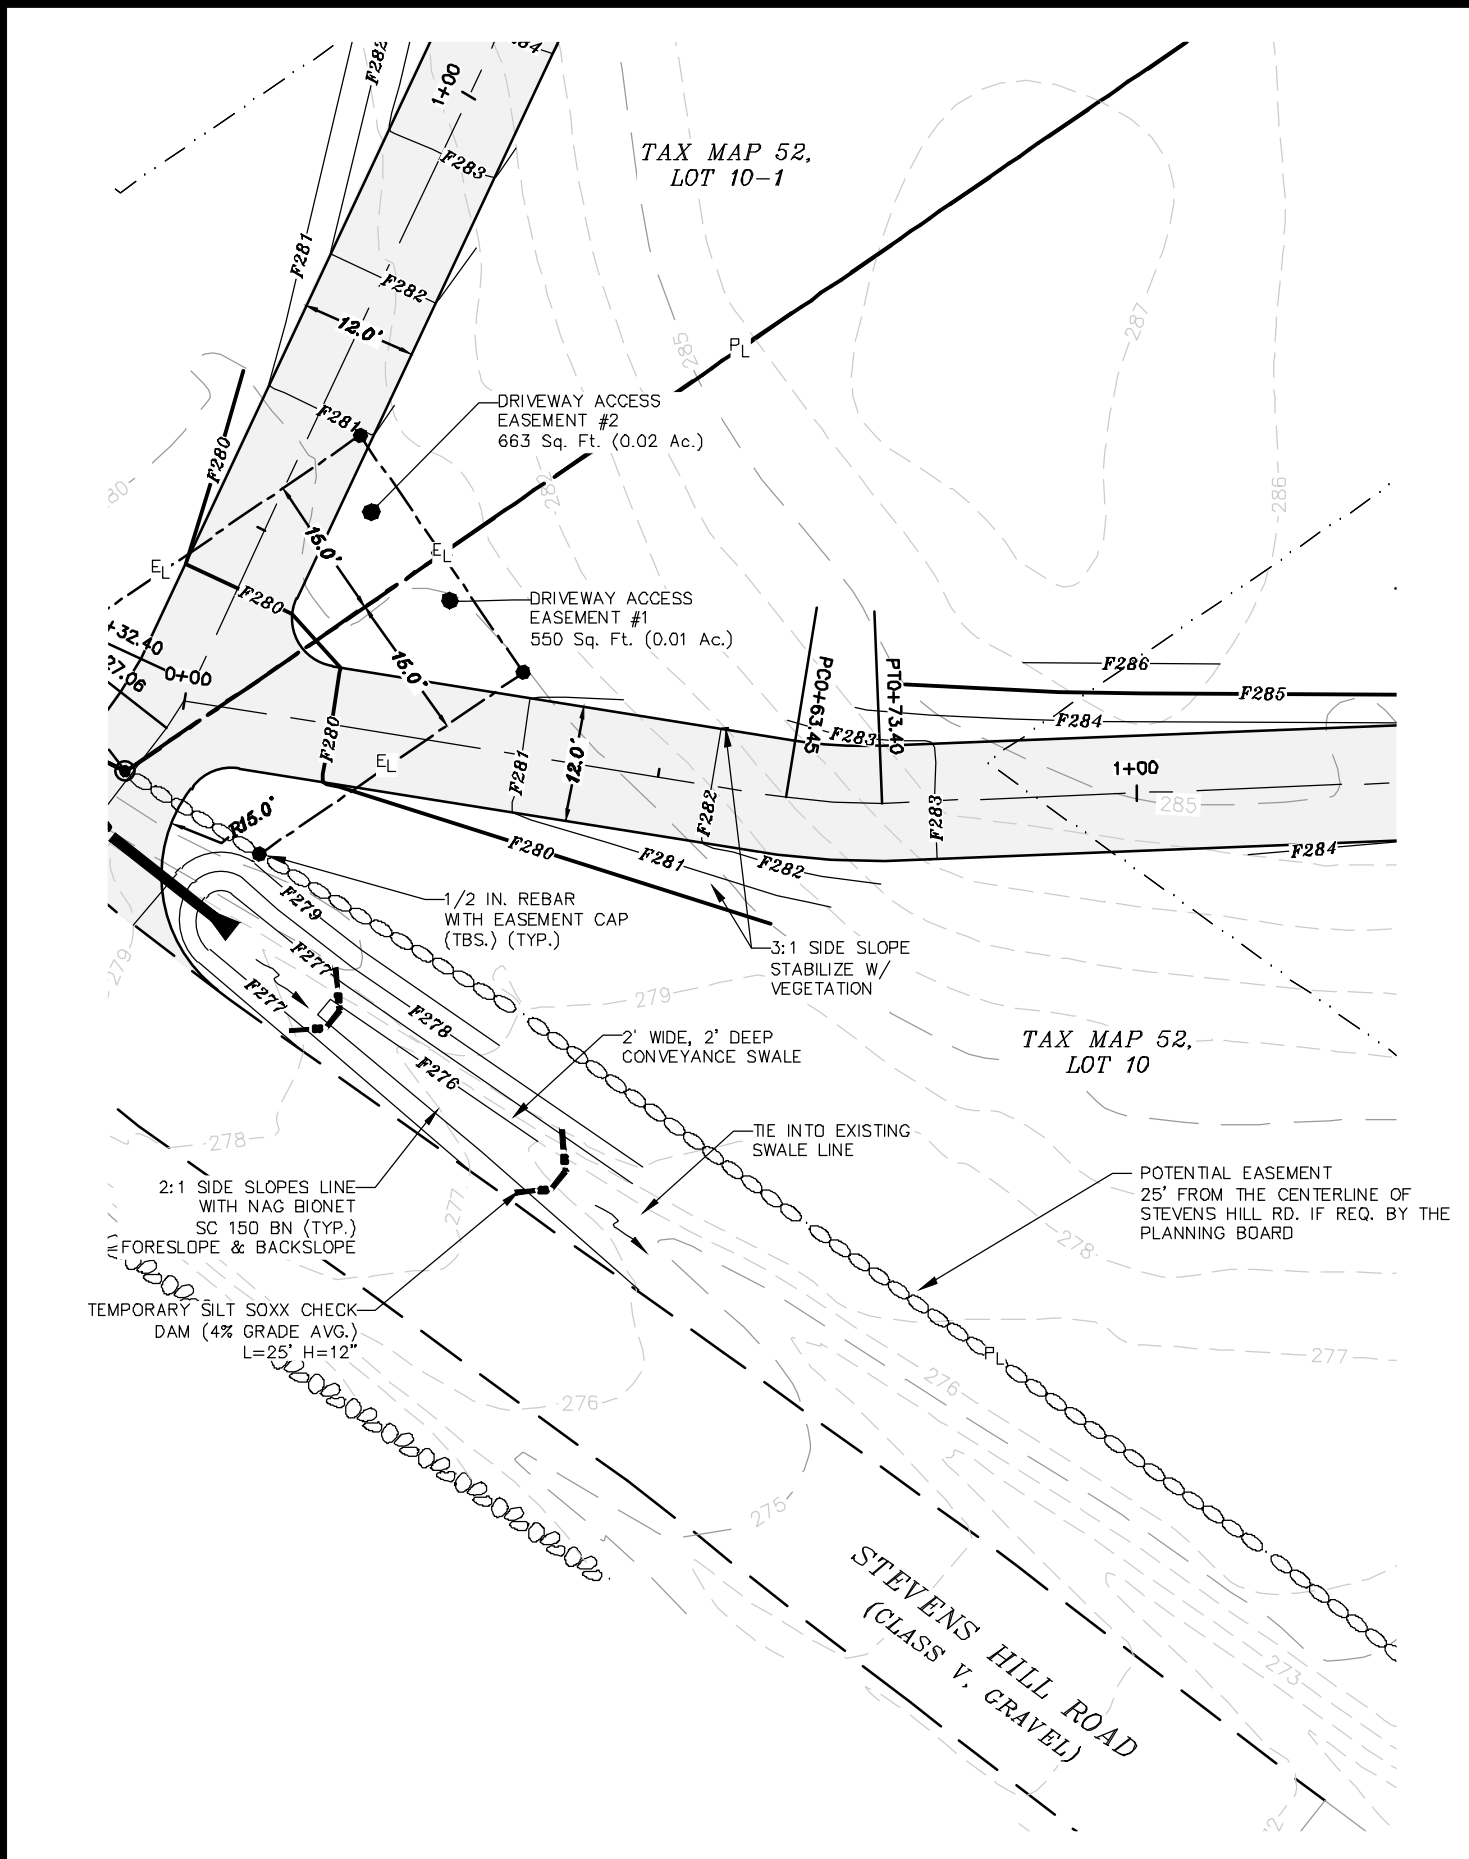 F282
1+00
F283
TAX MAP 52,
LOT 10-1
F281
F282
12.0'
287
285
PL
F281
DRIVEWAY ACCESS
EASEMENT #2
663 Sq. Ft. (0.02 Ac.)
F280
282
286
15.0'
EL
EL
F280
DRIVEWAY ACCESS
EASEMENT #1
550 Sq. Ft. (0.01 Ac.)
+32.40
27.06
0+00
15.0'
PC0+63.45
PT0+73.40
F286
F285
F284
F283
F280
EL
F281
12.0'
1+00
285
F282
F283
R15.0'
F280
F281
F282
F284
1/2 IN. REBAR
WITH EASEMENT CAP
(TBS.) (TYP.)
F279
3:1 SIDE SLOPE
STABILIZE W/
VEGETATION
279
F277
F277
279
F278
2' WIDE, 2' DEEP
CONVEYANCE SWALE
TAX MAP 52,
LOT 10
F276
278
TIE INTO EXISTING
SWALE LINE
2:1 SIDE SLOPES LINE
WITH NAG BIONET
SC 150 BN (TYP.)
FORESLOPE & BACKSLOPE
277
POTENTIAL EASEMENT
25' FROM THE CENTERLINE OF
STEVENS HILL RD. IF REQ. BY THE
PLANNING BOARD
278
TEMPORARY SILT SOXX CHECK
DAM (4% GRADE AVG.)
L=25' H=12"
PL
277
276
276
275
STEVENS HILL ROAD
(CLASS V, GRAVEL)
273